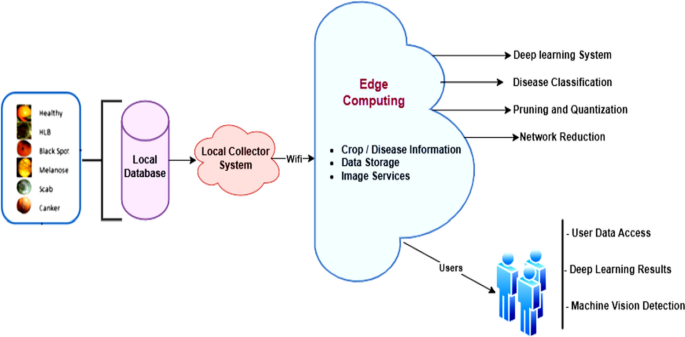 Healthy
HLB
Black Spot
Melanose
Scab
Canker
Local
Database
Local Collector
System
Wifi
Edge
Computing
• Crop / Disease Information
• Data Storage
• Image Services
Deep learning System
Disease Classification
Pruning and Quantization
Network Reduction
Users
- User Data Access
- Deep Learning Results
- Machine Vision Detection